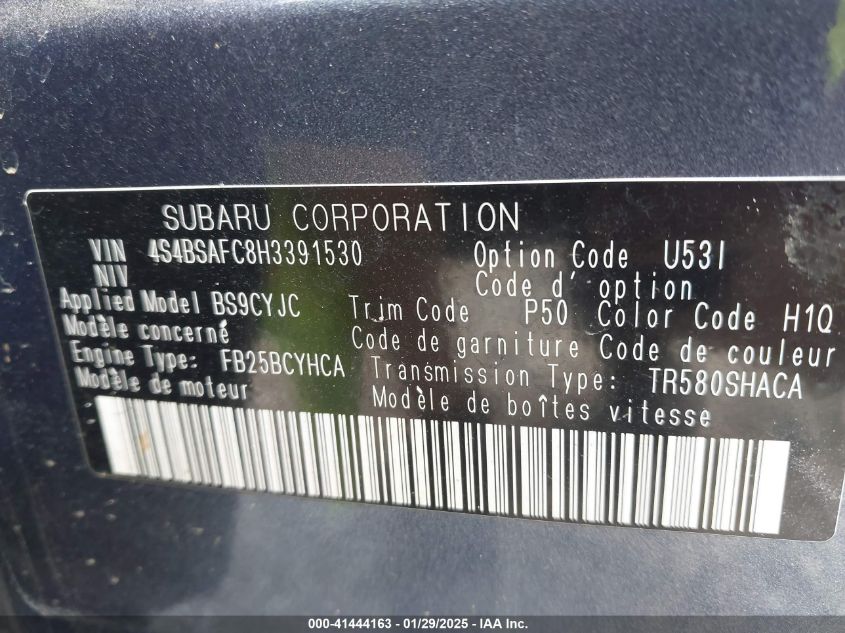 SUBARU CORPORATION
VIN 4S4BSAFC8H3391530 Option Code U53I
NIV Code d' option
Applied Model BS9CYJC Trim Code P50 Color Code H1Q
Modèle concerné Code de garniture Code de couleur
Engine Type: FB25BCYHCA Transmission Type: TR580SHACA
Modèle de moteur Modèle de boîtes vitesse
000-41444163 - 01/29/2025 - IAA Inc.